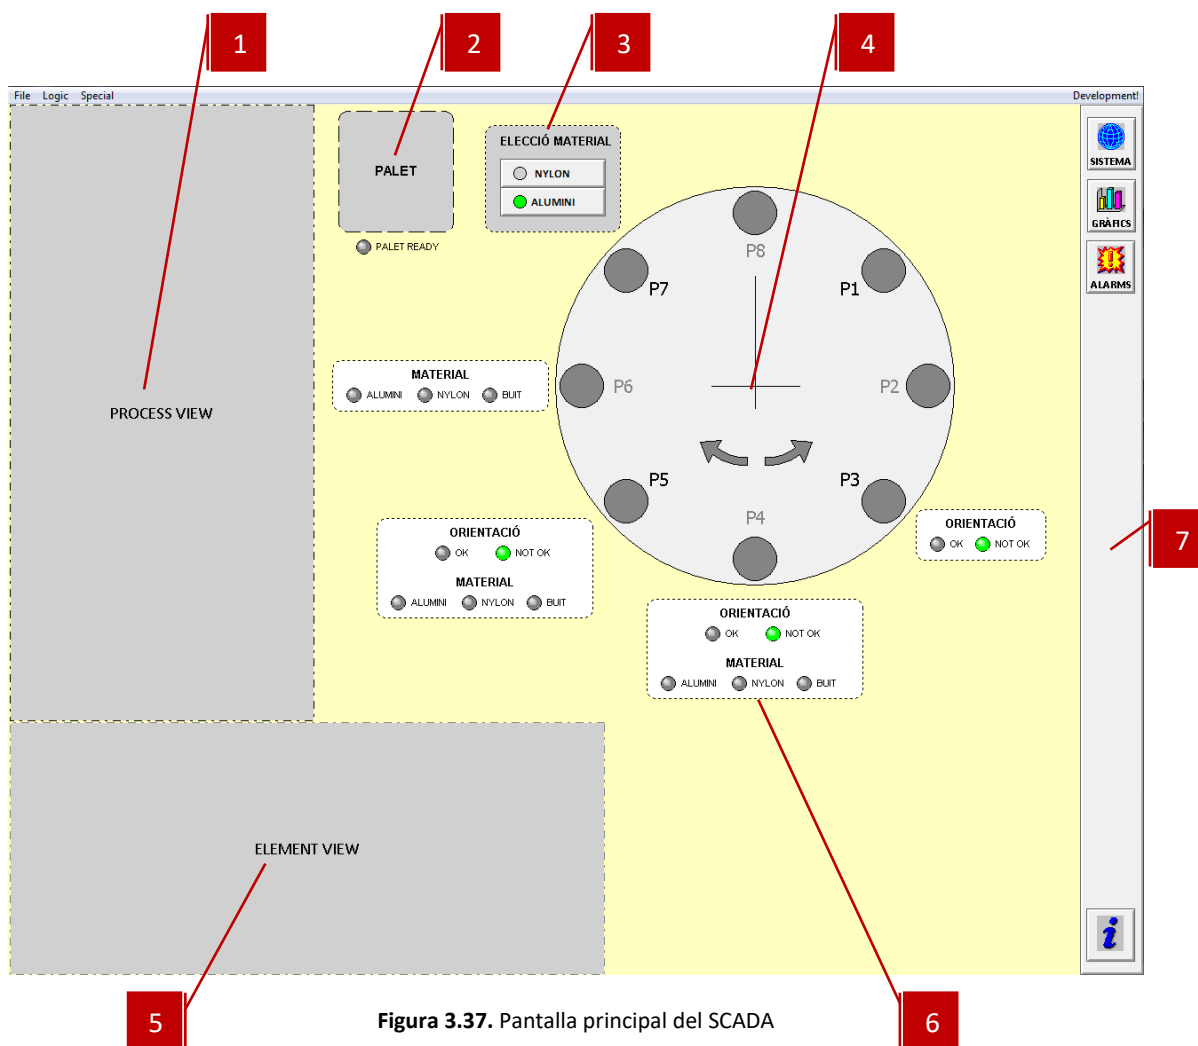 1
2
3
4
File Logic Special
Development!
PALET
PALET READY
ELECCIÓ MATERIAL
NYLON
ALUMINI
SISTEMA
GRÀFICS
ALARMS
P8
P7
P1
P6
P2
P5
P3
P4
MATERIAL
ALUMINI NYLON BUIT
PROCESS VIEW
ORIENTACIÓ
OK NOT OK
MATERIAL
ALUMINI NYLON BUIT
ORIENTACIÓ
OK NOT OK
7
ORIENTACIÓ
OK NOT OK
MATERIAL
ALUMINI NYLON BUIT
ELEMENT VIEW
i
5
6
Figura 3.37. Pantalla principal del SCADA